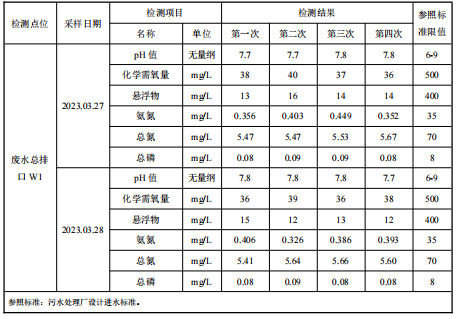 检测点位 采样日期 检测项目 检测结果 参照标准限值
名称 单位 第一次 第二次 第三次 第四次
废水总排口 W1 2023.03.27 pH 值 无量纲 7.7 7.7 7.8 7.8 6-9
化学需氧量 mg/L 38 40 37 36 500
悬浮物 mg/L 13 16 14 14 400
氨氮 mg/L 0.356 0.403 0.449 0.352 35
总氮 mg/L 5.47 5.47 5.53 5.67 70
总磷 mg/L 0.08 0.09 0.09 0.08 8
2023.03.28 pH 值 无量纲 7.8 7.8 7.8 7.7 6-9
化学需氧量 mg/L 36 39 36 38 500
悬浮物 mg/L 15 12 13 12 400
氨氮 mg/L 0.406 0.326 0.386 0.393 35
总氮 mg/L 5.41 5.64 5.66 5.60 70
总磷 mg/L 0.08 0.09 0.08 0.08 8
参照标准：污水处理厂设计进水标准。